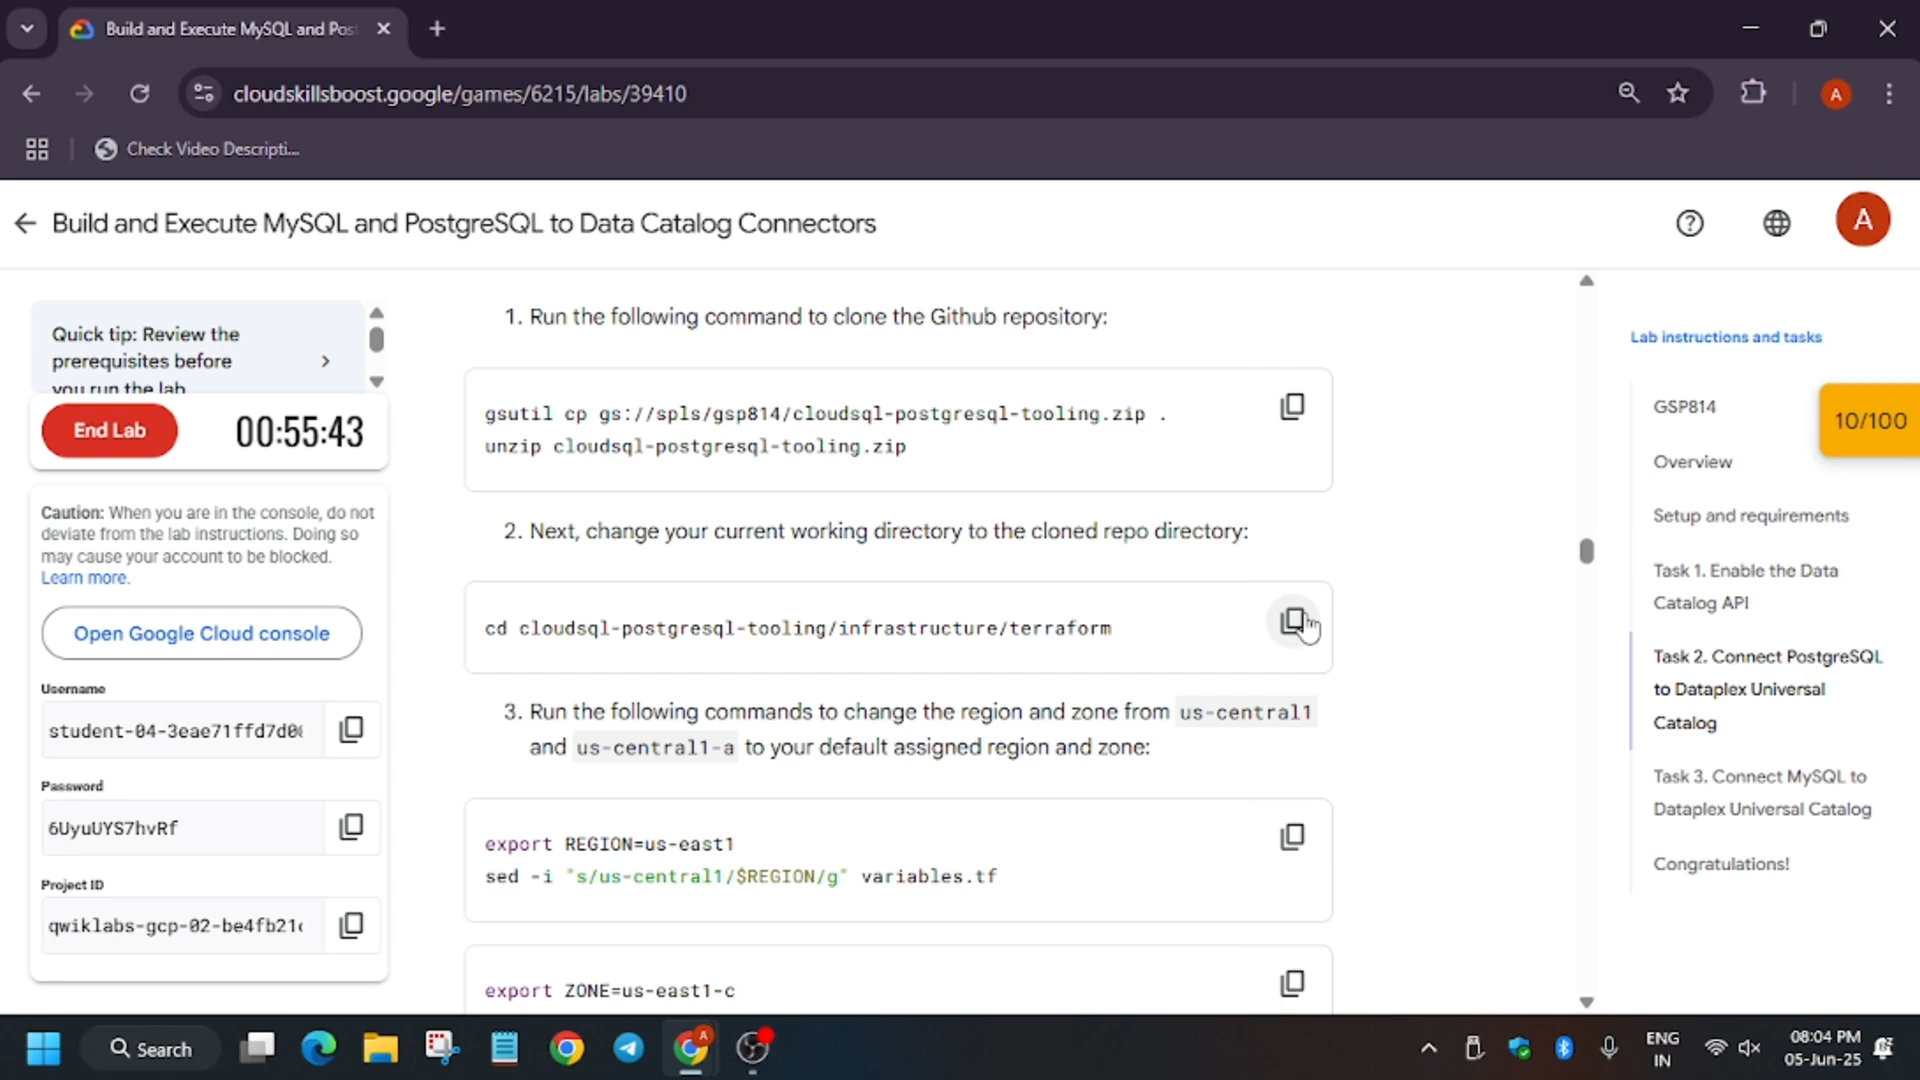 Build and Execute MySQL and Pos
cloudskillsboost.google/games/6215/labs/39410
A
Check Video Descripti...
Build and Execute MySQL and PostgreSQL to Data Catalog Connectors
A
Quick tip: Review the
prerequisites before
you run the lab
End Lab
00:55:43
Caution: When you are in the console, do not
deviate from the lab instructions. Doing so
may cause your account to be blocked.
Learn more.
Open Google Cloud console
Username
student-04-3eae71ffd7d0
Password
6UyuUYS7hvRf
Project ID
qwiklabs-gcp-02-be4fb21
1. Run the following command to clone the Github repository:
gsutil cp gs://spls/gsp814/cloudsql-postgresql-tooling.zip .
unzip cloudsql-postgresql-tooling.zip
2. Next, change your current working directory to the cloned repo directory:
cd cloudsql-postgresql-tooling/infrastructure/terraform
3. Run the following commands to change the region and zone from us-central1
and us-central1-a to your default assigned region and zone:
export REGION=us-east1
sed -i "s/us-central1/$REGION/g" variables.tf
export ZONE=us-east1-c
Lab instructions and tasks
GSP814
10/100
Overview
Setup and requirements
Task 1. Enable the Data
Catalog API
Task 2. Connect PostgreSQL
to Dataplex Universal
Catalog
Task 3. Connect MySQL to
Dataplex Universal Catalog
Congratulations!
Search
A
ENG
IN
08:04 PM
05-Jun-25